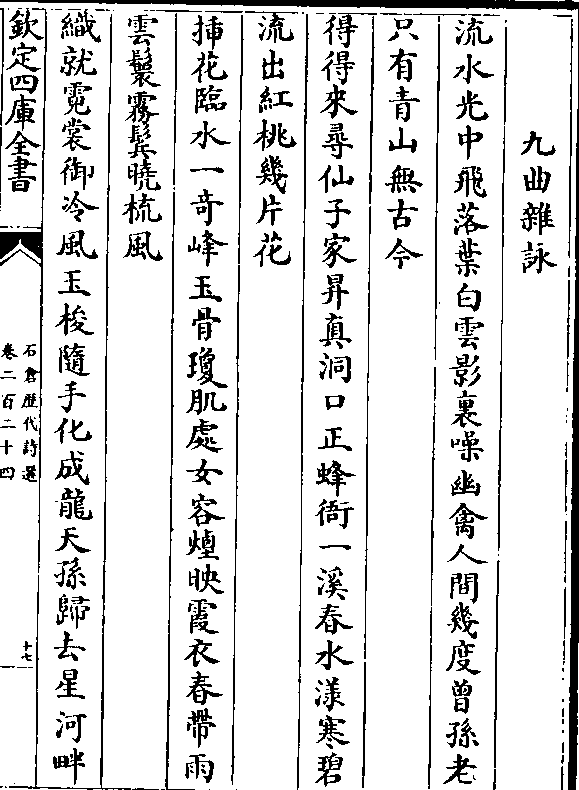 九曲雜詠
流水光中飛落葉白雲影裏噪幽禽人間幾度曾孫老
只有青山無古今
得得來尋仙子家昇真洞口正蜂衙一溪春水漾寒碧
流出紅桃幾片花
揷花臨水一奇峰玉骨瓊肌處女容煙映霞衣春帶雨
雲鬟霧鬂曉梳風
織就霓裳御冷風玉梭隨手化成龍天孫歸去星河畔
欽定四庫全書
石倉歷代詩選
卷二百二十四
十七